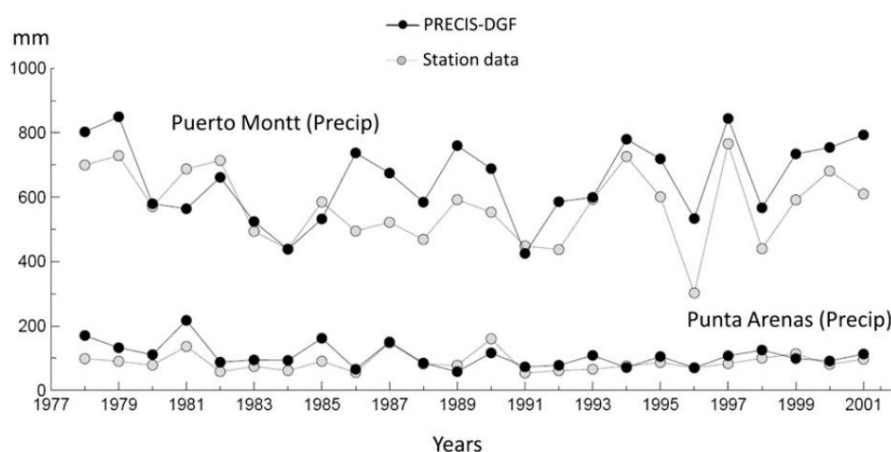 PRECIS-DGF
mm
Station data
1000
Puerto Montt (Precip)
800
600
400
200
Punta Arenas (Precip)
0
1977 1979 1981 1983 1985 1987 1989 1991 1993 1995 1997 1999 2001
Years